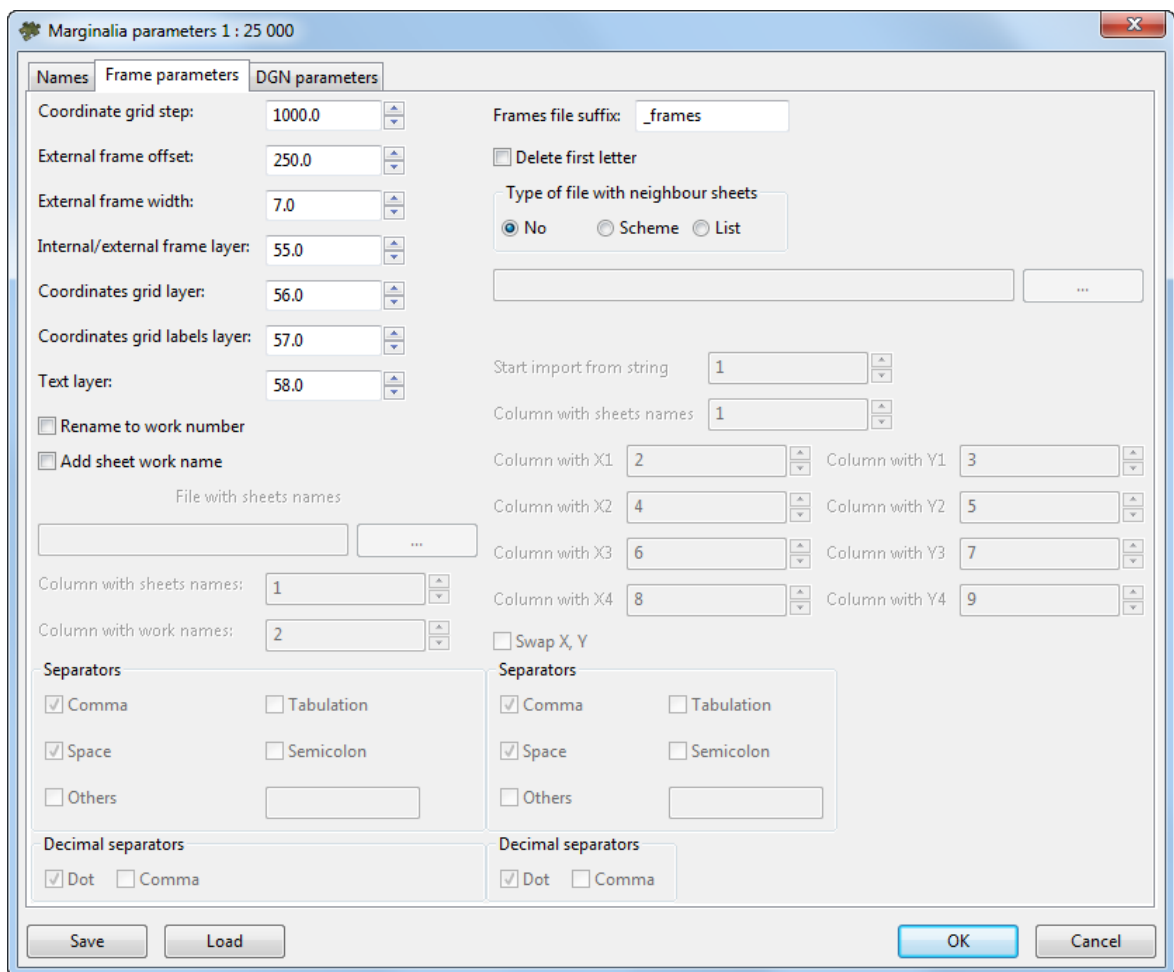 Marginalia parameters 1 : 25 000
Names Frame parameters DGN parameters
Coordinate grid step: 1000.0
External frame offset: 250.0
External frame width: 7.0
Internal/external frame layer: 55.0
Coordinates grid layer: 56.0
Coordinates grid labels layer: 57.0
Text layer: 58.0
Rename to work number
Add sheet work name
File with sheets names
...
Column with sheets names: 1
Column with work names: 2
Separators
Comma Tabulation
Space Semicolon
Others
Decimal separators
Dot Comma
Frames file suffix: _frames
Delete first letter
Type of file with neighbour sheets
No Scheme List
...
Start import from string 1
Column with sheets names 1
Column with X1 2 Column with Y1 3
Column with X2 4 Column with Y2 5
Column with X3 6 Column with Y3 7
Column with X4 8 Column with Y4 9
Swap X, Y
Separators
Comma Tabulation
Space Semicolon
Others
Decimal separators
Dot Comma
Save Load OK Cancel